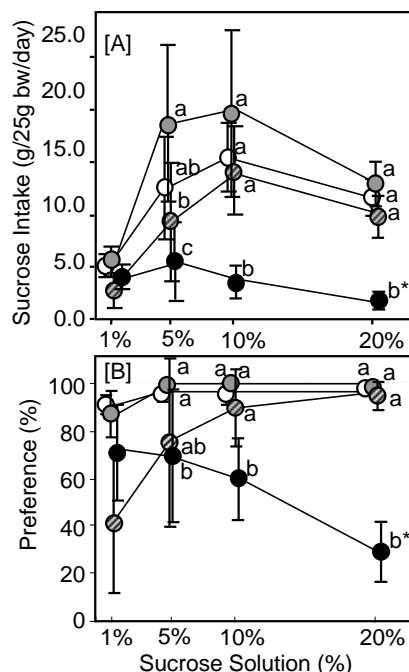 Sucrose Intake (g/25g bw/day)
25.0
20.0
15.0
10.0
5.0
0.0
[A]
a
a
a
ab
a
a
a
b
a
c
b
b*
1%
5%
10%
20%
Preference (%)
100
80
60
40
20
0
[B]
a
a
a
a
a
a
a
a
a
ab
b
b
b*
1%
5%
10%
20%
Sucrose Solution (%)